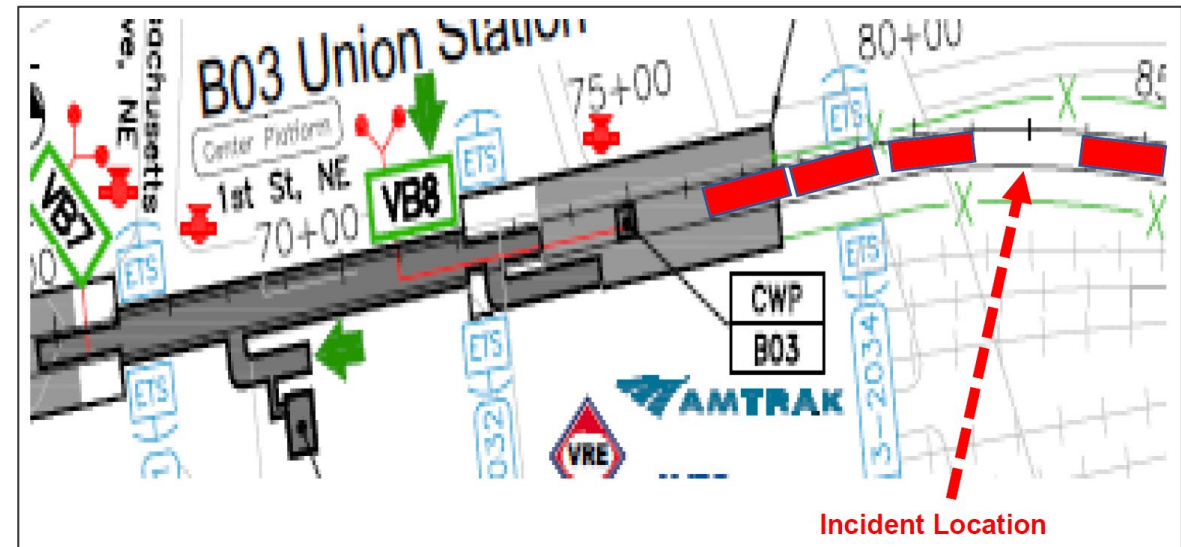 B03 Union Station
Center Platform
1st St, NE
70+00
75+00
80+00
VB7
VB8
ETS
ETS
ETS
ETS
ETS
ETS
CWP
B03
AMTRAK
VRE
Incident Location